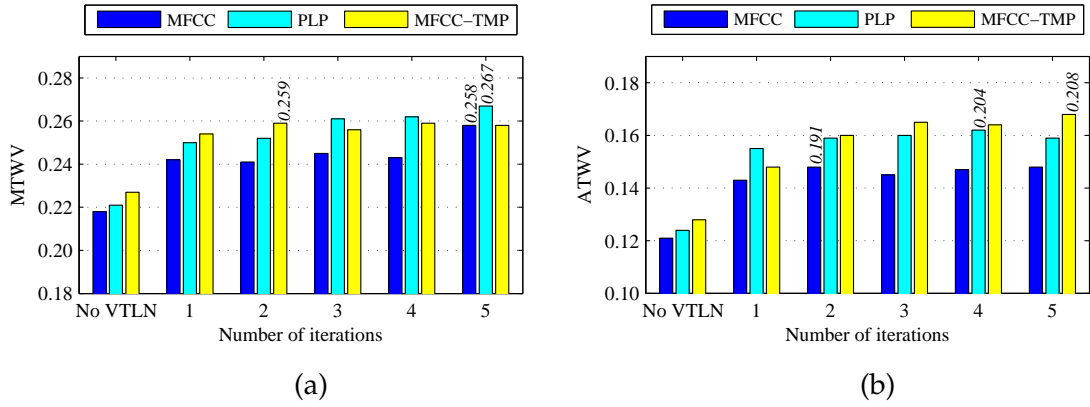 MFCC PLP MFCC−TMP
0.29
0.28
0.26
0.24
0.22
0.20
0.18
MTWV
0.259
0.258
0.267
No VTLN 1 2 3 4 5
Number of iterations
(a)
MFCC PLP MFCC−TMP
0.18
0.16
0.14
0.12
0.10
ATWV
0.191
0.204
0.208
No VTLN 1 2 3 4 5
Number of iterations
(b)